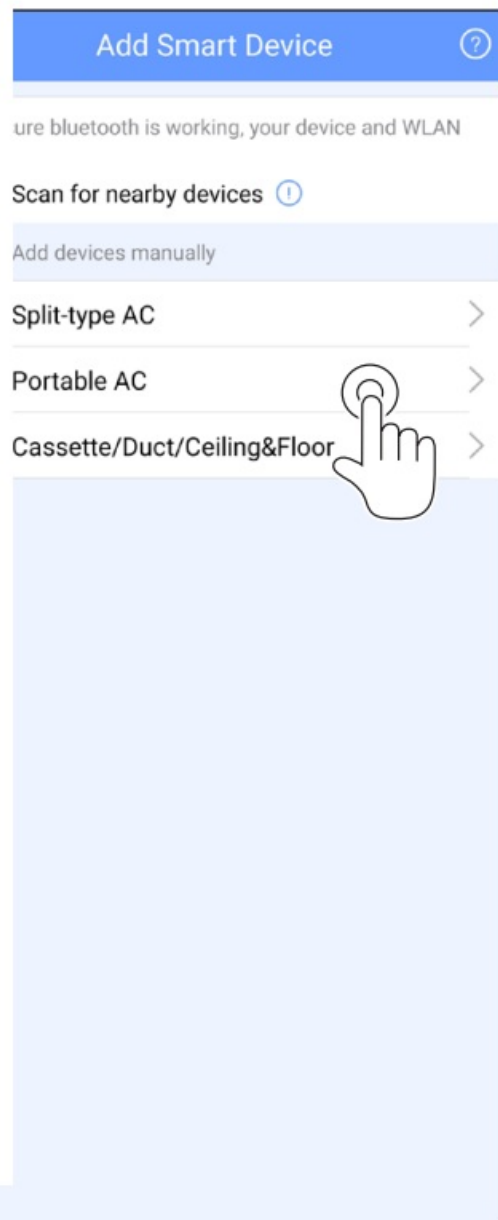 Add Smart Device
ure bluetooth is working, your device and WLAN
Scan for nearby devices
Add devices manually
Split-type AC
Portable AC
Cassette/Duct/Ceiling&Floor